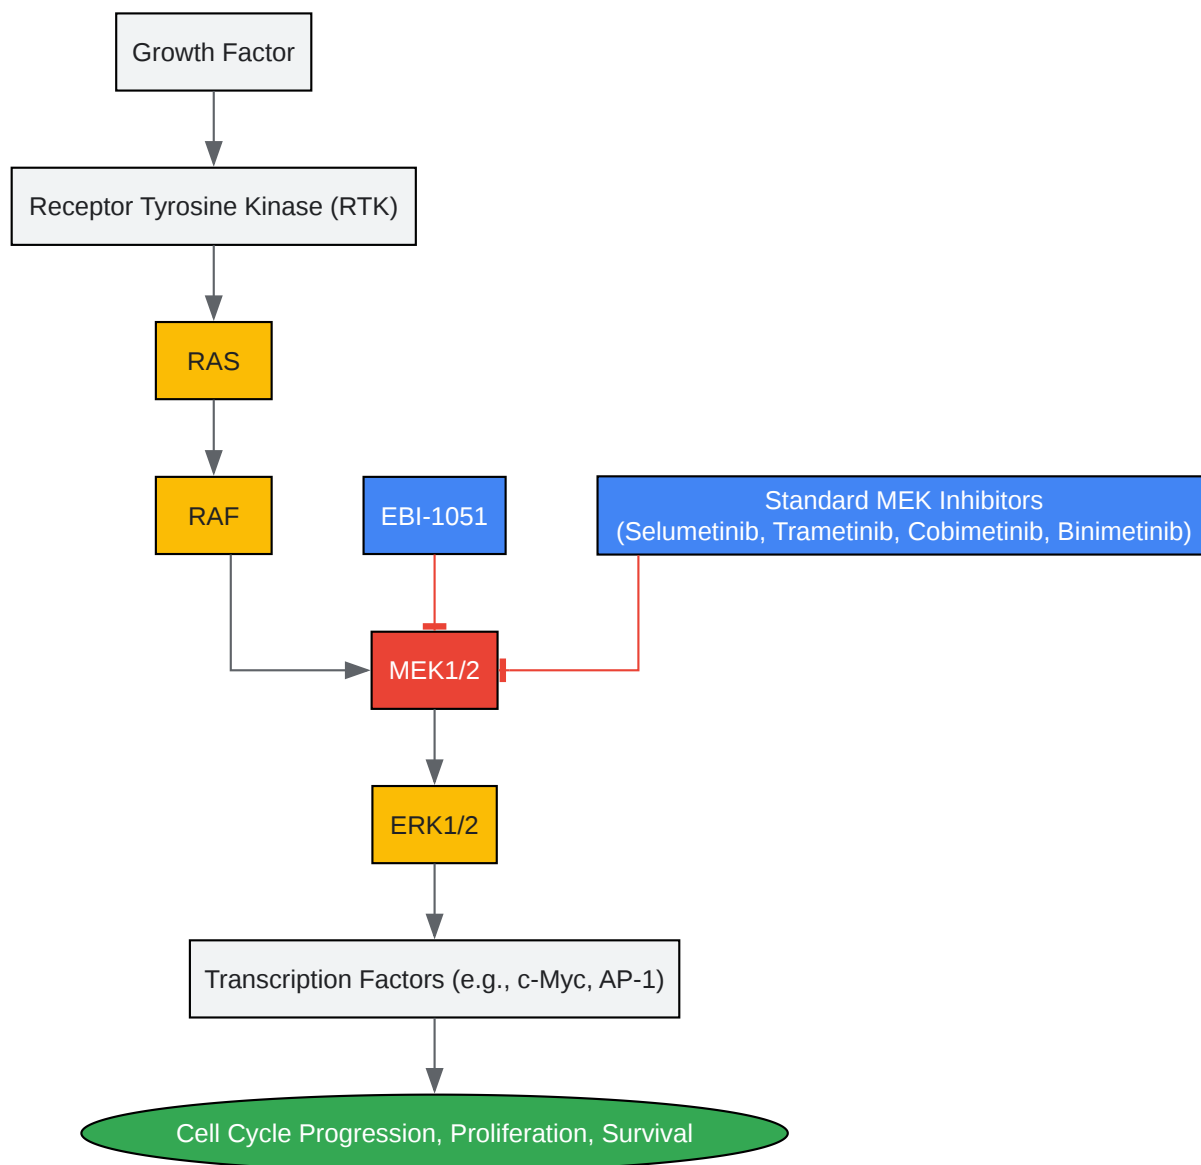 Growth Factor
Receptor Tyrosine Kinase (RTK)
RAS
RAF
EBI-1051
Standard MEK Inhibitors
(Selumetinib, Trametinib, Cobimetinib, Binimetinib)
MEK1/2
ERK1/2
Transcription Factors (e.g., c-Myc, AP-1)
Cell Cycle Progression, Proliferation, Survival